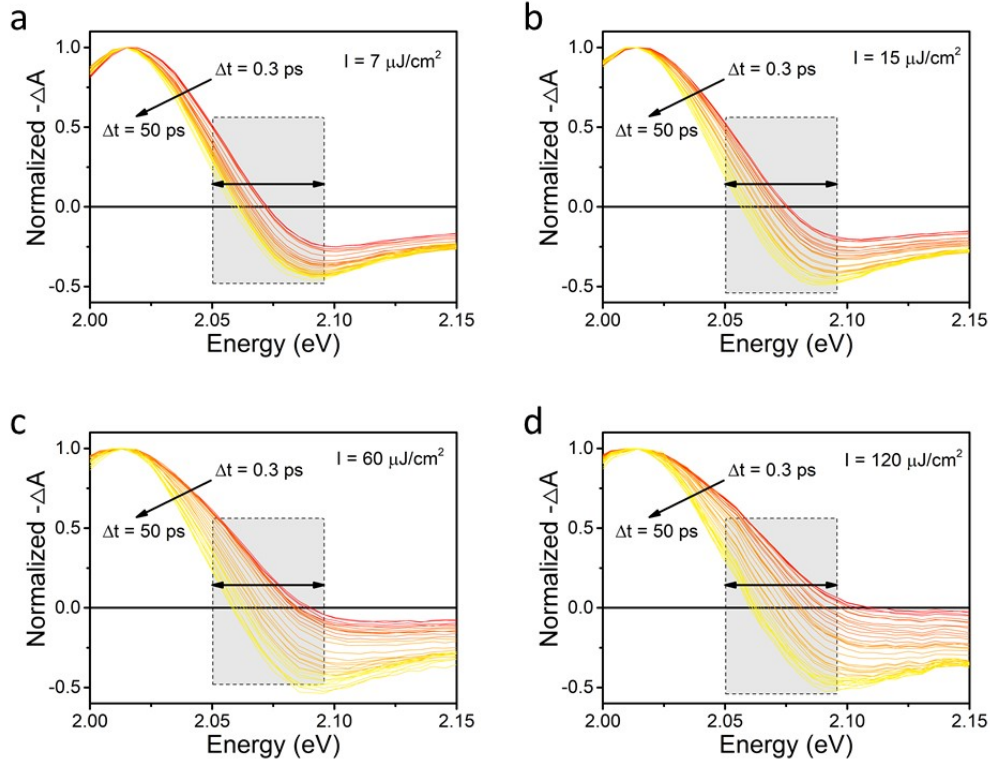 a
I = 7 μJ/cm²
Δt = 0.3 ps
Δt = 50 ps
1.0
0.5
0.0
-0.5
Normalized -△A
2.00
2.05
2.10
2.15
Energy (eV)
b
I = 15 μJ/cm²
Δt = 0.3 ps
Δt = 50 ps
1.0
0.5
0.0
-0.5
Normalized -△A
2.00
2.05
2.10
2.15
Energy (eV)
c
I = 60 μJ/cm²
Δt = 0.3 ps
Δt = 50 ps
1.0
0.5
0.0
-0.5
Normalized -△A
2.00
2.05
2.10
2.15
Energy (eV)
d
I = 120 μJ/cm²
Δt = 0.3 ps
Δt = 50 ps
1.0
0.5
0.0
-0.5
Normalized -△A
2.00
2.05
2.10
2.15
Energy (eV)